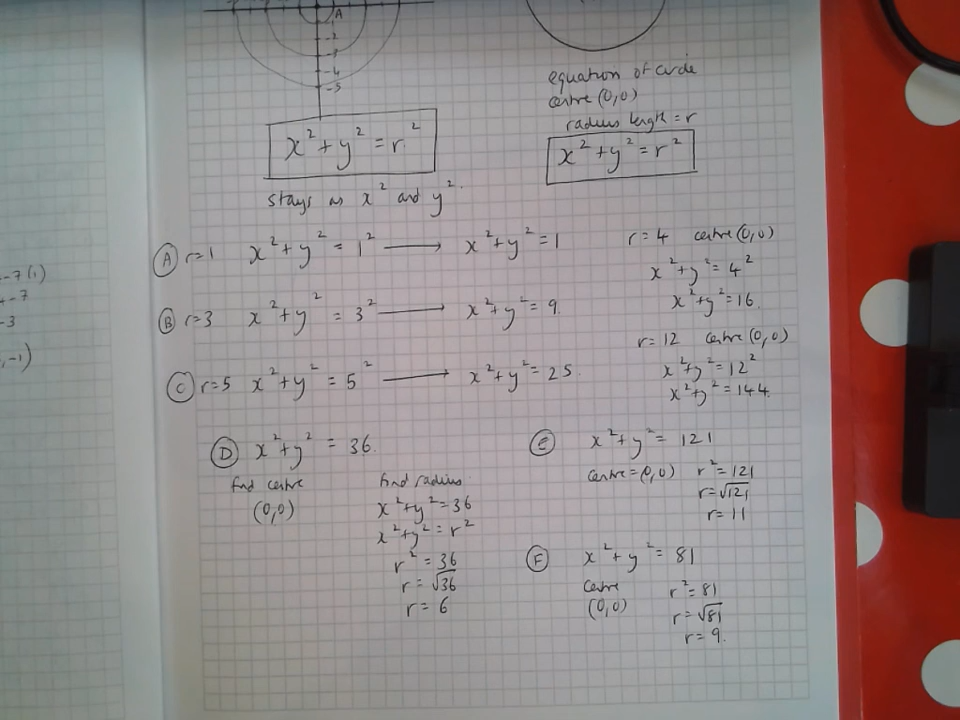 A
-2
-3
-4
-5
x² + y² = r²
stays as x² and y².
equation of circle
centre (0,0)
radius length = r
x² + y² = r²
-7(1)
-7
-3
,-1)
Ⓐ r=1 x² + y² = 1² ⟶ x² + y² = 1
Ⓑ r=3 x² + y² = 3² ⟶ x² + y² = 9.
Ⓒ r=5 x² + y² = 5² ⟶ x² + y² = 25.
r = 4 centre (0,0)
x² + y² = 4²
x² + y² = 16.
r = 12 centre (0,0)
x² + y² = 12²
x² + y² = 144.
Ⓓ x² + y² = 36.
find centre
(0,0)
find radius
x² + y² = 36
x² + y² = r²
r² = 36
r = √36
r = 6
Ⓔ x² + y² = 121
centre = (0,0) r² = 121
r = √121
r = 11
Ⓕ x² + y² = 81
centre
(0,0)
r² = 81
r = √81
r = 9.